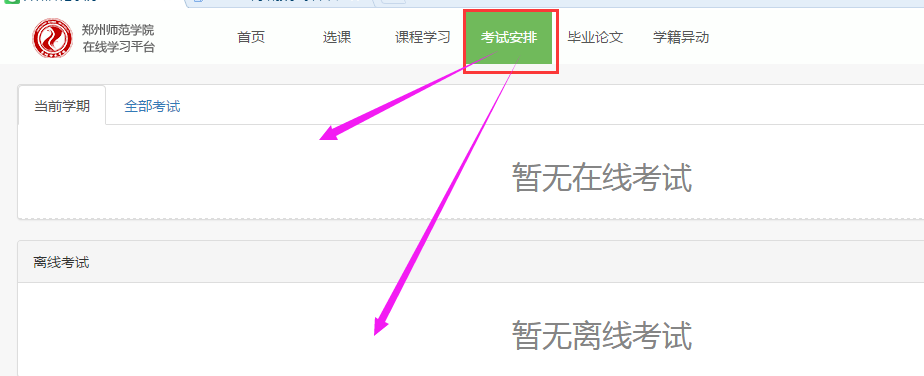 郑州师范学院
在线学习平台
首页 选课 课程学习 考试安排 毕业论文 学籍异动
当前学期 全部考试
暂无在线考试
离线考试
暂无离线考试